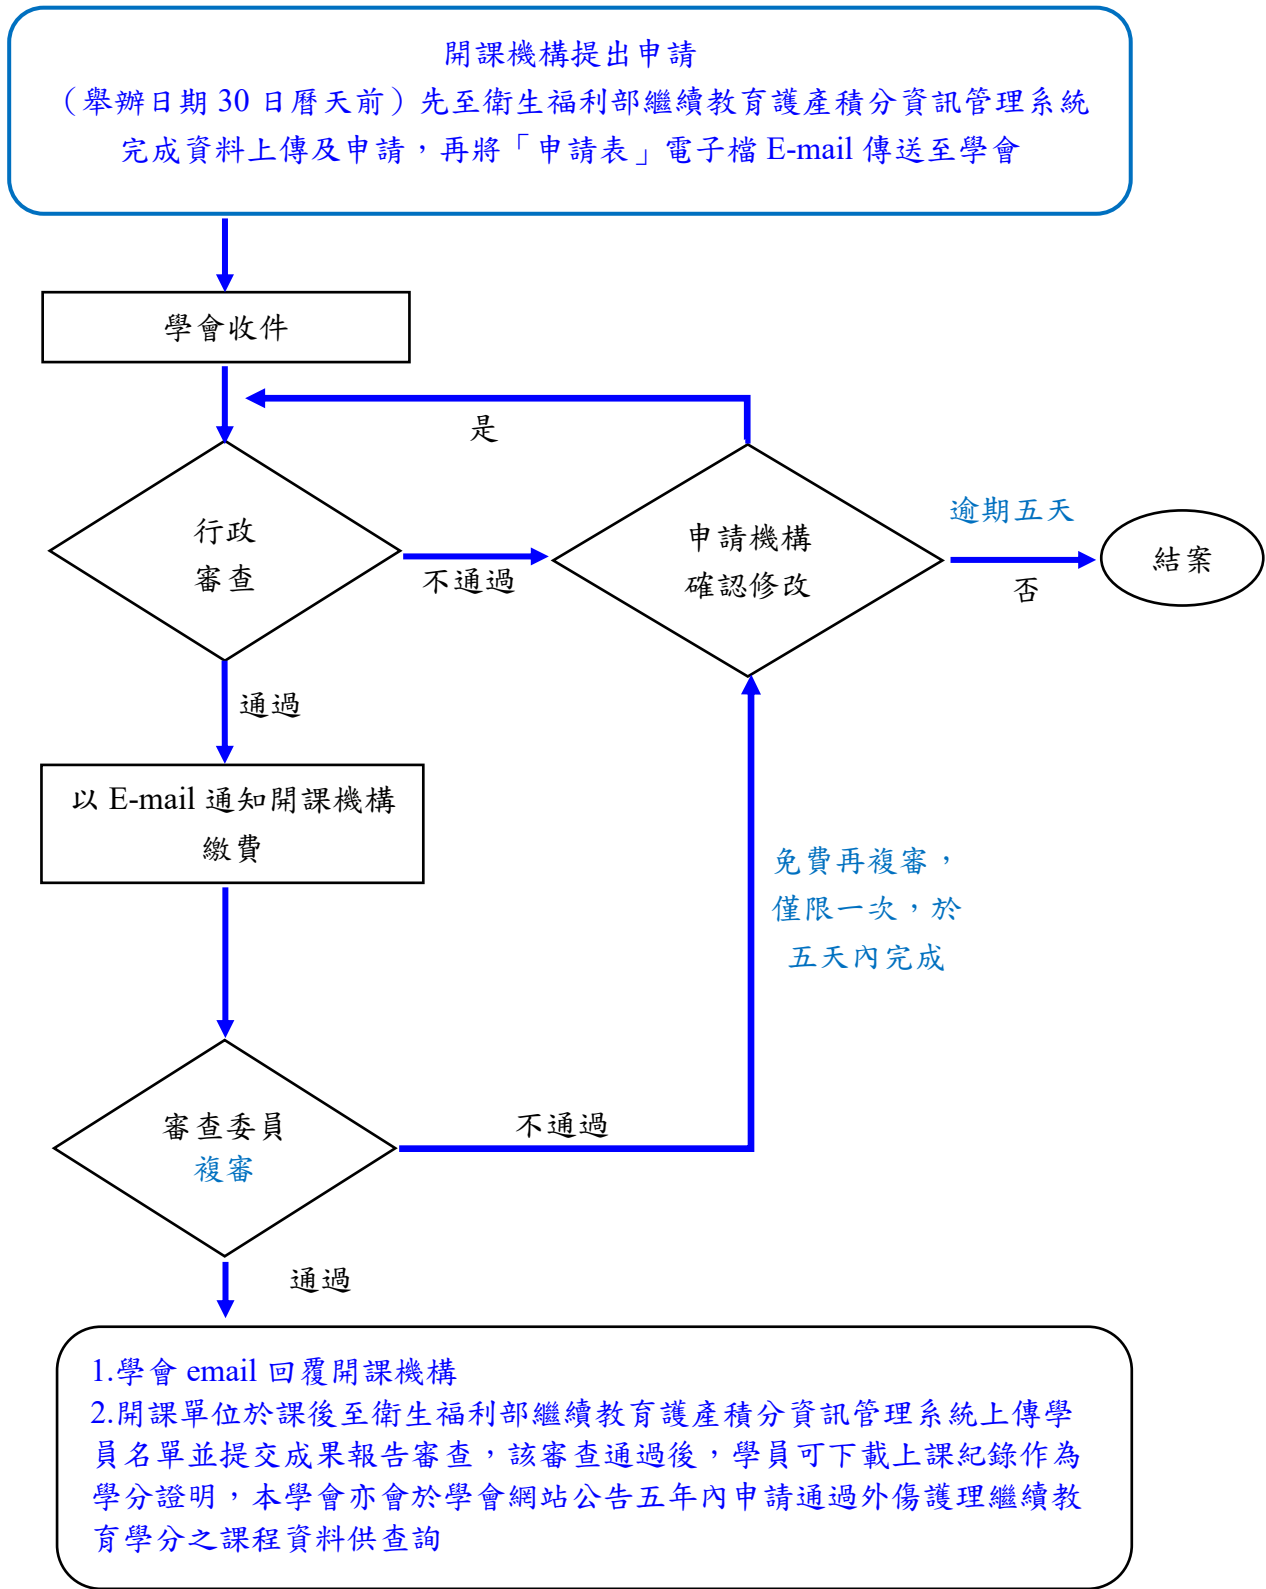 開課機構提出申請
（舉辦日期 30 日曆天前）先至衛生福利部繼續教育護產積分資訊管理系統
完成資料上傳及申請，再將「申請表」電子檔 E-mail 傳送至學會
學會收件
是
行政
審查
不通過
申請機構
確認修改
逾期五天
否
結案
通過
以 E-mail 通知開課機構
繳費
免費再複審，
僅限一次，於
五天內完成
審查委員
複審
不通過
通過
1.學會 email 回覆開課機構
2.開課單位於課後至衛生福利部繼續教育護產積分資訊管理系統上傳學
員名單並提交成果報告審查，該審查通過後，學員可下載上課紀錄作為
學分證明，本學會亦會於學會網站公告五年內申請通過外傷護理繼續教
育學分之課程資料供查詢